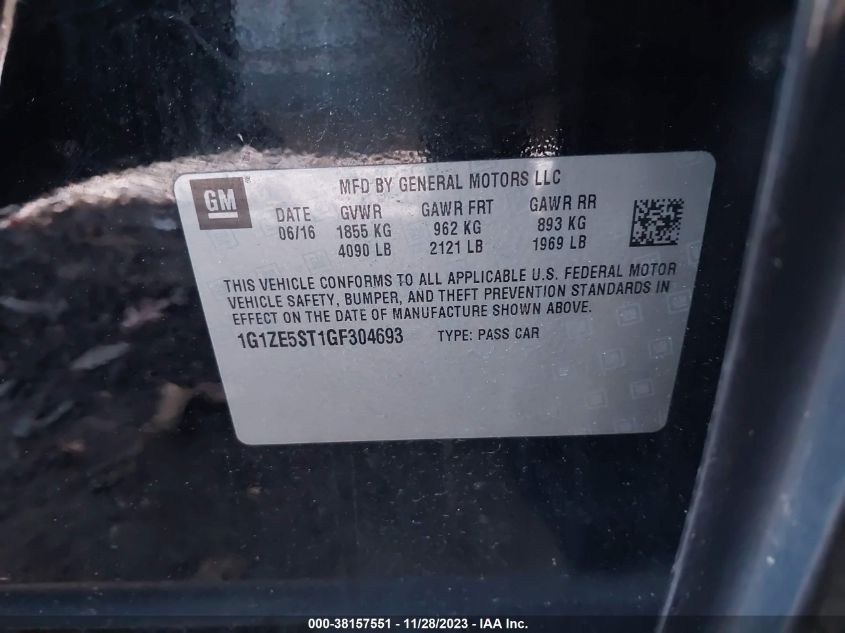 GM
®
MFD BY GENERAL MOTORS LLC
DATE GVWR GAWR FRT GAWR RR
06/16 1855 KG 962 KG 893 KG
4090 LB 2121 LB 1969 LB
THIS VEHICLE CONFORMS TO ALL APPLICABLE U.S. FEDERAL MOTOR
VEHICLE SAFETY, BUMPER, AND THEFT PREVENTION STANDARDS IN
EFFECT ON THE DATE OF MANUFACTURE SHOWN ABOVE.
1G1ZE5ST1GF304693 TYPE: PASS CAR
000-38157551 - 11/28/2023 - IAA Inc.